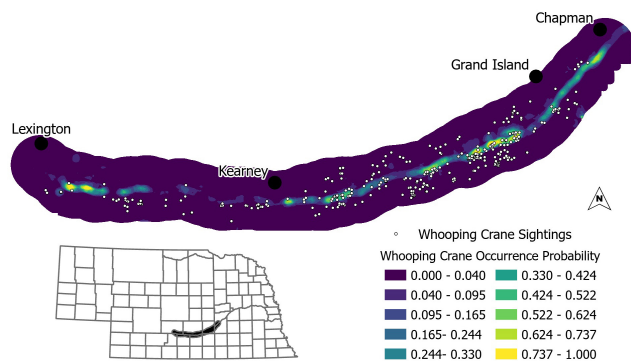 Chapman
Grand Island
Lexington
Kearney
N
Whooping Crane Sightings
Whooping Crane Occurrence Probability
0.000 - 0.040
0.330 - 0.424
0.040 - 0.095
0.424 - 0.522
0.095 - 0.165
0.522 - 0.624
0.165- 0.244
0.624 - 0.737
0.244- 0.330
0.737 - 1.000